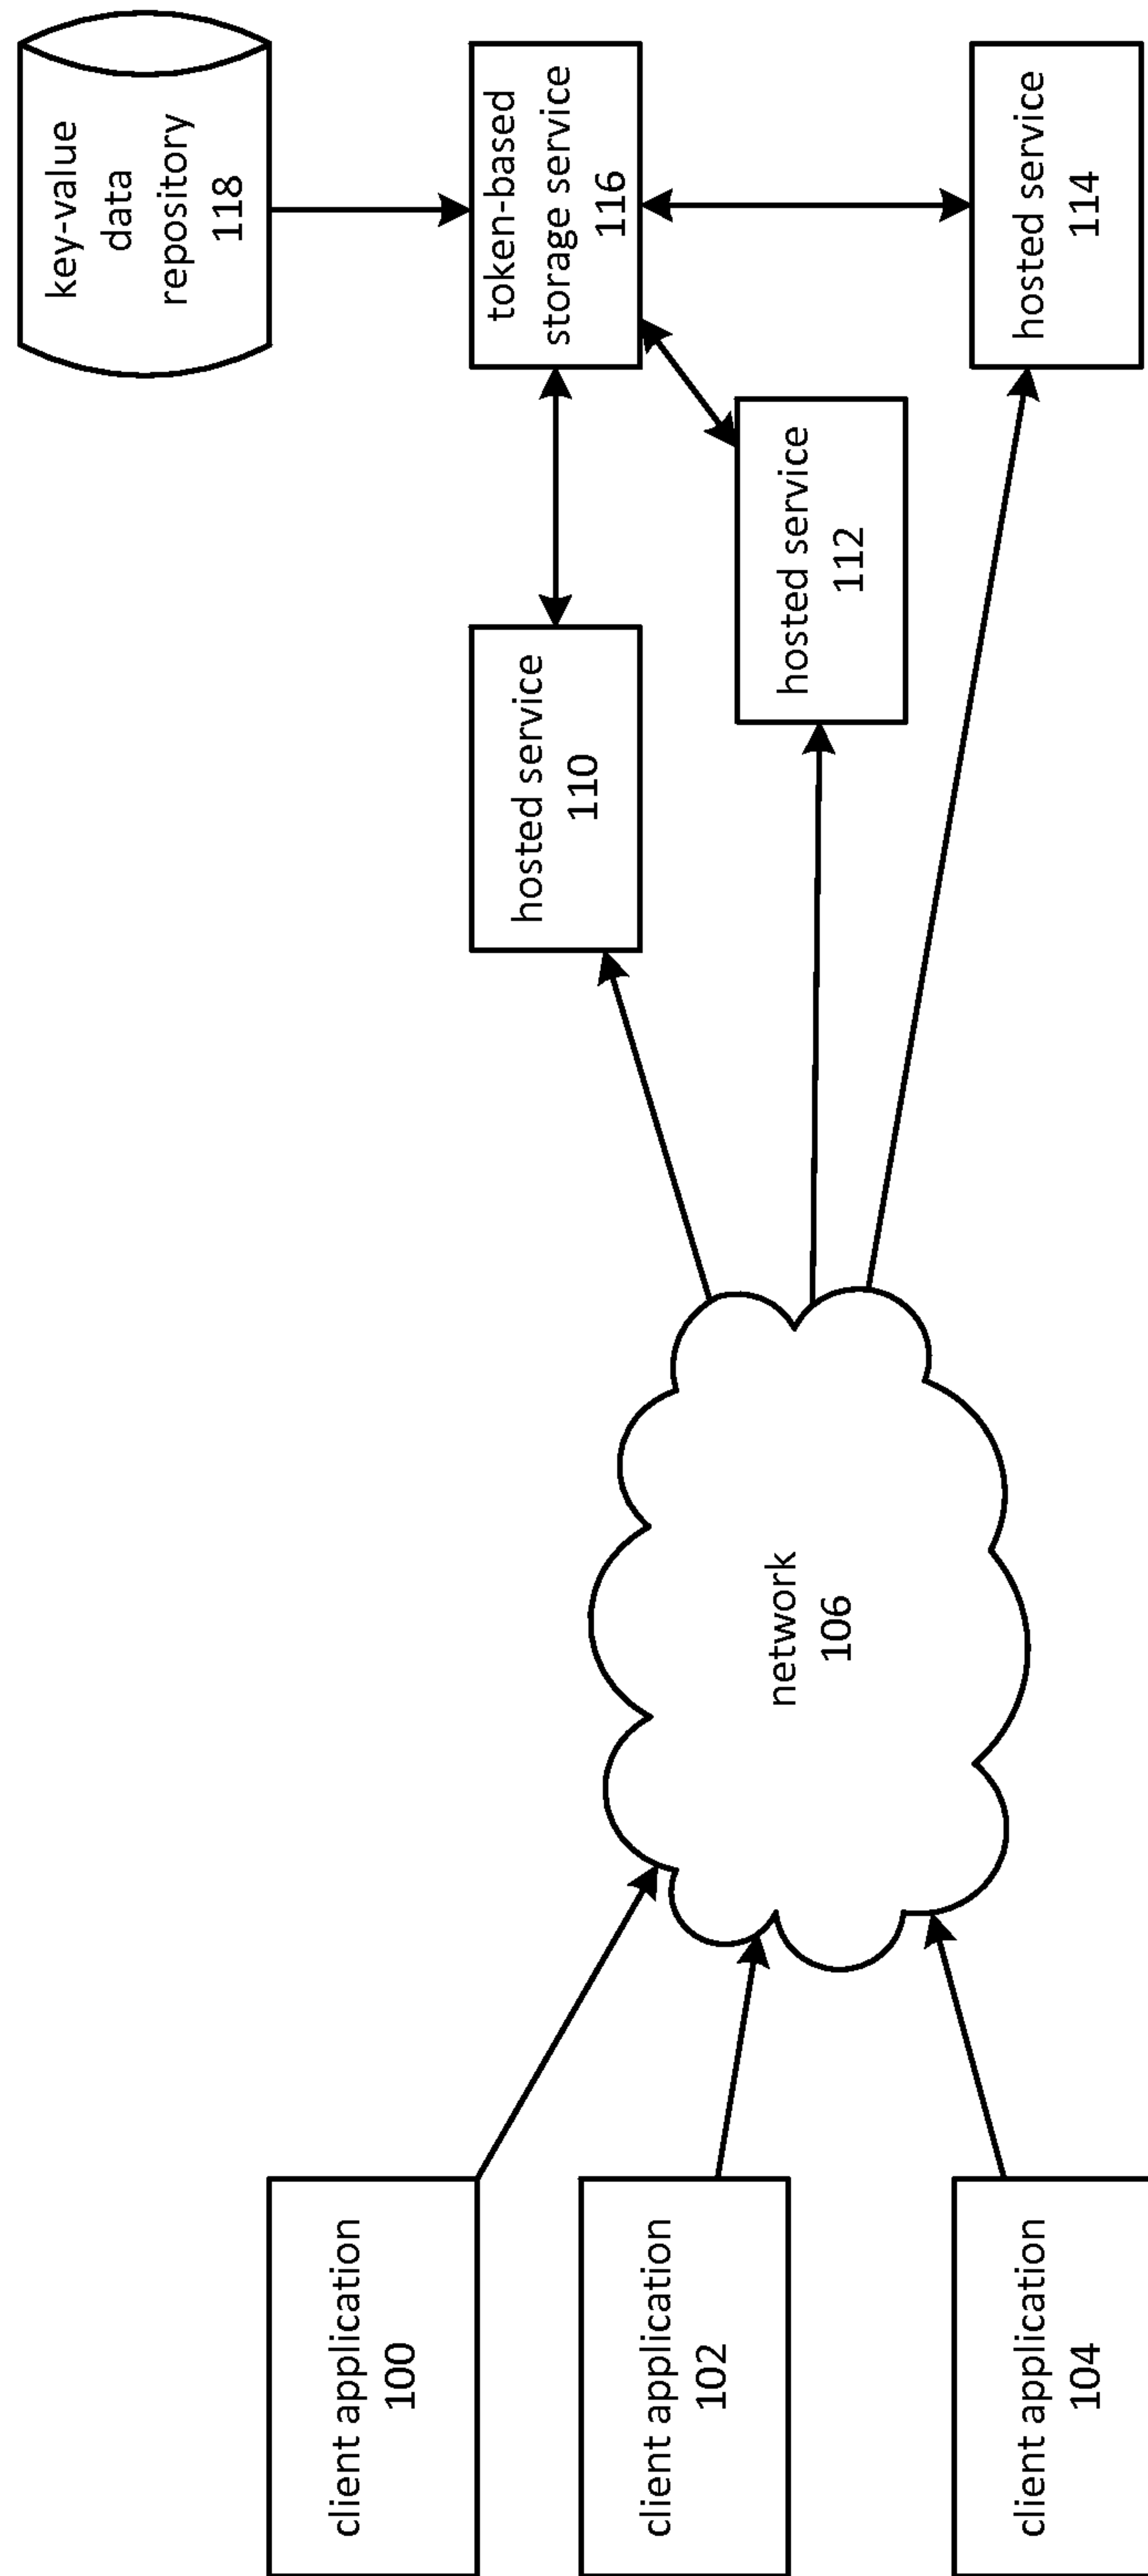 client application
100
client application
102
client application
104
network
106
hosted service
110
hosted service
112
hosted service
114
token-based
storage service
116
key-value
data
repository
118